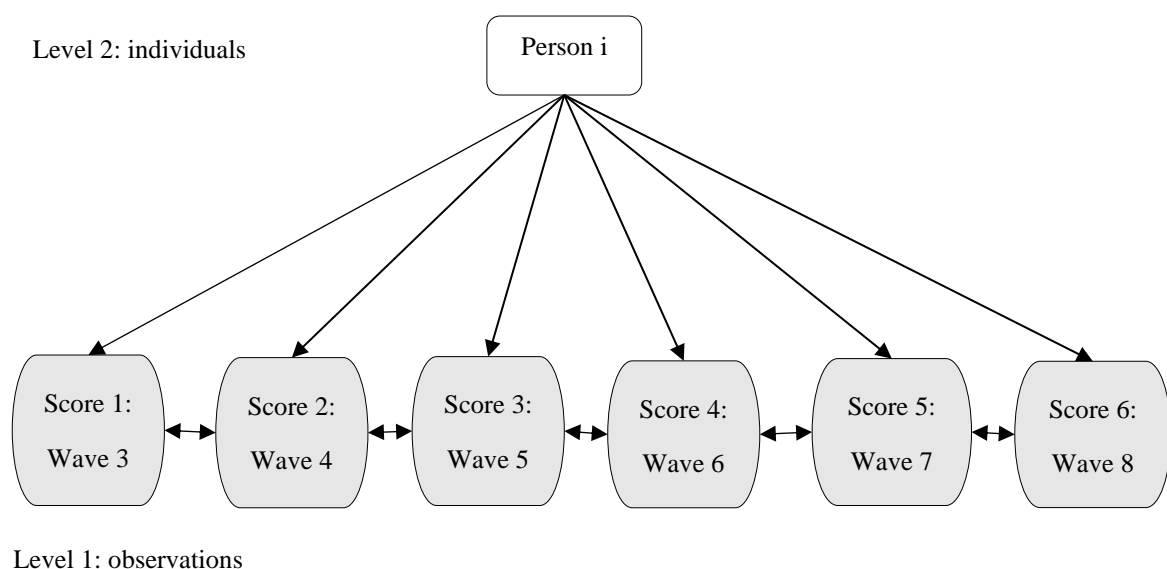 Level 2: individuals
Person i
Score 1:
Wave 3
Score 2:
Wave 4
Score 3:
Wave 5
Score 4:
Wave 6
Score 5:
Wave 7
Score 6:
Wave 8
Level 1: observations